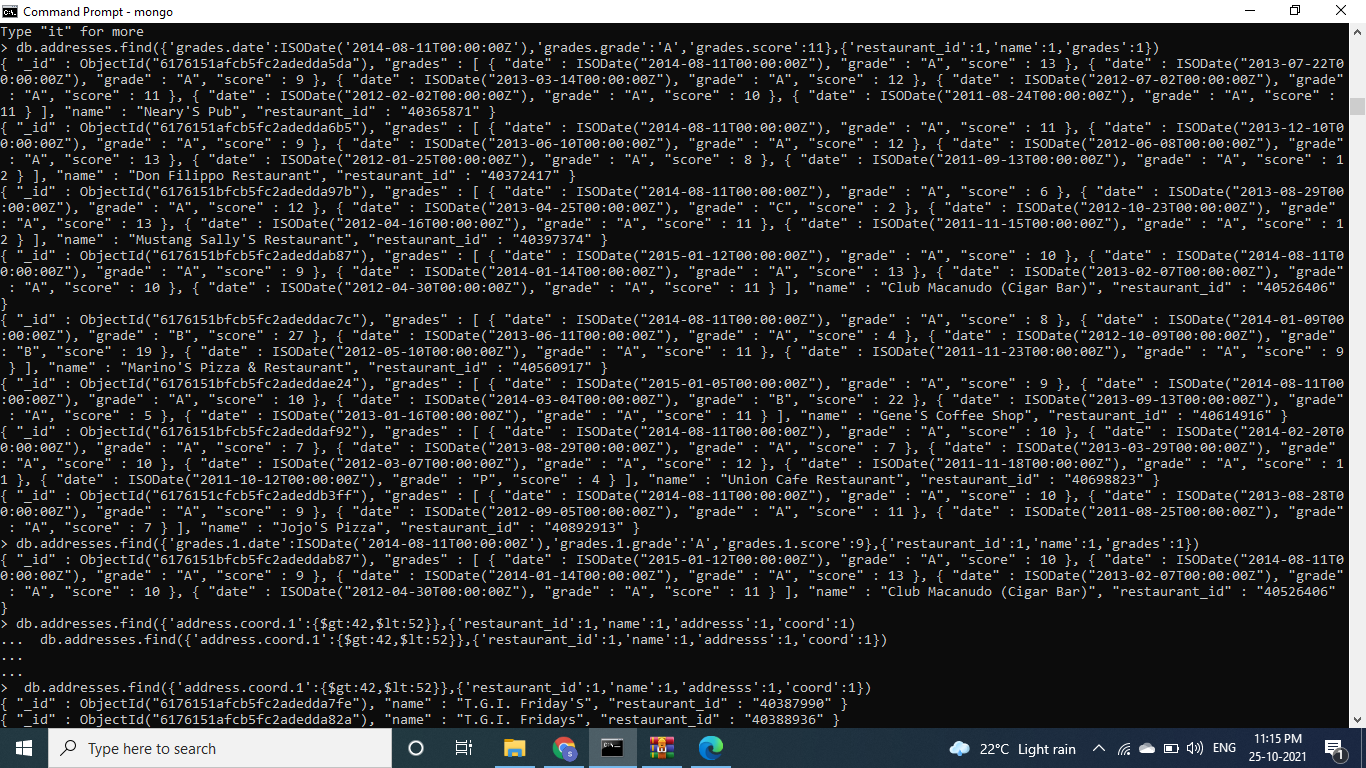 Command Prompt - mongo
Type "it" for more
> db.addresses.find({'grades.date':ISODate('2014-08-11T00:00:00Z'),'grades.grade':'A','grades.score':11},{'restaurant_id':1,'name':1,'grades':1})
{ "_id" : ObjectId("6176151afcb5fc2adedda5da"), "grades" : [ { "date" : ISODate("2014-08-11T00:00:00Z"), "grade" : "A", "score" : 13 }, { "date" : ISODate("2013-07-22T0
0:00:00Z"), "grade" : "A", "score" : 9 }, { "date" : ISODate("2013-03-14T00:00:00Z"), "grade" : "A", "score" : 12 }, { "date" : ISODate("2012-07-02T00:00:00Z"), "grade"
: "A", "score" : 11 }, { "date" : ISODate("2012-02-02T00:00:00Z"), "grade" : "A", "score" : 10 }, { "date" : ISODate("2011-08-24T00:00:00Z"), "grade" : "A", "score" :
11 } ], "name" : "Neary'S Pub", "restaurant_id" : "40365871" }
{ "_id" : ObjectId("6176151afcb5fc2adedda6b5"), "grades" : [ { "date" : ISODate("2014-08-11T00:00:00Z"), "grade" : "A", "score" : 11 }, { "date" : ISODate("2013-12-10T0
0:00:00Z"), "grade" : "A", "score" : 9 }, { "date" : ISODate("2013-06-10T00:00:00Z"), "grade" : "A", "score" : 12 }, { "date" : ISODate("2012-06-08T00:00:00Z"), "grade"
: "A", "score" : 13 }, { "date" : ISODate("2012-01-25T00:00:00Z"), "grade" : "A", "score" : 8 }, { "date" : ISODate("2011-09-13T00:00:00Z"), "grade" : "A", "score" : 1
2 } ], "name" : "Don Filippo Restaurant", "restaurant_id" : "40372417" }
{ "_id" : ObjectId("6176151bfcb5fc2adedda97b"), "grades" : [ { "date" : ISODate("2014-08-11T00:00:00Z"), "grade" : "A", "score" : 6 }, { "date" : ISODate("2013-08-29T00
:00:00Z"), "grade" : "A", "score" : 12 }, { "date" : ISODate("2013-04-25T00:00:00Z"), "grade" : "C", "score" : 2 }, { "date" : ISODate("2012-10-23T00:00:00Z"), "grade"
: "A", "score" : 13 }, { "date" : ISODate("2012-04-16T00:00:00Z"), "grade" : "A", "score" : 11 }, { "date" : ISODate("2011-11-15T00:00:00Z"), "grade" : "A", "score" : 1
2 } ], "name" : "Mustang Sally'S Restaurant", "restaurant_id" : "40397374" }
{ "_id" : ObjectId("6176151bfcb5fc2adeddab87"), "grades" : [ { "date" : ISODate("2015-01-12T00:00:00Z"), "grade" : "A", "score" : 10 }, { "date" : ISODate("2014-08-11T0
0:00:00Z"), "grade" : "A", "score" : 9 }, { "date" : ISODate("2014-01-14T00:00:00Z"), "grade" : "A", "score" : 13 }, { "date" : ISODate("2013-02-07T00:00:00Z"), "grade"
: "A", "score" : 10 }, { "date" : ISODate("2012-04-30T00:00:00Z"), "grade" : "A", "score" : 11 } ], "name" : "Club Macanudo (Cigar Bar)", "restaurant_id" : "40526406"
}
{ "_id" : ObjectId("6176151bfcb5fc2adeddac7c"), "grades" : [ { "date" : ISODate("2014-08-11T00:00:00Z"), "grade" : "A", "score" : 8 }, { "date" : ISODate("2014-01-09T00
:00:00Z"), "grade" : "B", "score" : 27 }, { "date" : ISODate("2013-06-11T00:00:00Z"), "grade" : "A", "score" : 4 }, { "date" : ISODate("2012-10-09T00:00:00Z"), "grade" :
"B", "score" : 19 }, { "date" : ISODate("2012-05-10T00:00:00Z"), "grade" : "A", "score" : 11 }, { "date" : ISODate("2011-11-23T00:00:00Z"), "grade" : "A", "score" : 9
} ], "name" : "Marino'S Pizza & Restaurant", "restaurant_id" : "40560917" }
{ "_id" : ObjectId("6176151bfcb5fc2adeddae24"), "grades" : [ { "date" : ISODate("2015-01-05T00:00:00Z"), "grade" : "A", "score" : 9 }, { "date" : ISODate("2014-08-11T00
:00:00Z"), "grade" : "A", "score" : 10 }, { "date" : ISODate("2014-03-04T00:00:00Z"), "grade" : "B", "score" : 22 }, { "date" : ISODate("2013-09-13T00:00:00Z"), "grade"
: "A", "score" : 5 }, { "date" : ISODate("2013-01-16T00:00:00Z"), "grade" : "A", "score" : 11 } ], "name" : "Gene'S Coffee Shop", "restaurant_id" : "40614916" }
{ "_id" : ObjectId("6176151bfcb5fc2adeddaf92"), "grades" : [ { "date" : ISODate("2014-08-11T00:00:00Z"), "grade" : "A", "score" : 10 }, { "date" : ISODate("2014-02-20T0
0:00:00Z"), "grade" : "A", "score" : 7 }, { "date" : ISODate("2013-08-29T00:00:00Z"), "grade" : "A", "score" : 7 }, { "date" : ISODate("2013-03-29T00:00:00Z"), "grade"
: "A", "score" : 10 }, { "date" : ISODate("2012-03-07T00:00:00Z"), "grade" : "A", "score" : 12 }, { "date" : ISODate("2011-11-18T00:00:00Z"), "grade" : "A", "score" : 1
1 }, { "date" : ISODate("2011-10-12T00:00:00Z"), "grade" : "P", "score" : 4 } ], "name" : "Union Cafe Restaurant", "restaurant_id" : "40698823" }
{ "_id" : ObjectId("6176151cfcb5fc2adeddb3ff"), "grades" : [ { "date" : ISODate("2014-08-11T00:00:00Z"), "grade" : "A", "score" : 10 }, { "date" : ISODate("2013-08-28T0
0:00:00Z"), "grade" : "A", "score" : 9 }, { "date" : ISODate("2012-09-05T00:00:00Z"), "grade" : "A", "score" : 11 }, { "date" : ISODate("2011-08-25T00:00:00Z"), "grade"
: "A", "score" : 7 } ], "name" : "Jojo'S Pizza", "restaurant_id" : "40892913" }
> db.addresses.find({'grades.1.date':ISODate('2014-08-11T00:00:00Z'),'grades.1.grade':'A','grades.1.score':9},{'restaurant_id':1,'name':1,'grades':1})
{ "_id" : ObjectId("6176151bfcb5fc2adeddab87"), "grades" : [ { "date" : ISODate("2015-01-12T00:00:00Z"), "grade" : "A", "score" : 10 }, { "date" : ISODate("2014-08-11T0
0:00:00Z"), "grade" : "A", "score" : 9 }, { "date" : ISODate("2014-01-14T00:00:00Z"), "grade" : "A", "score" : 13 }, { "date" : ISODate("2013-02-07T00:00:00Z"), "grade"
: "A", "score" : 10 }, { "date" : ISODate("2012-04-30T00:00:00Z"), "grade" : "A", "score" : 11 } ], "name" : "Club Macanudo (Cigar Bar)", "restaurant_id" : "40526406"
}
> db.addresses.find({'address.coord.1':{$gt:42,$lt:52}},{'restaurant_id':1,'name':1,'addresss':1,'coord':1)
...  db.addresses.find({'address.coord.1':{$gt:42,$lt:52}},{'restaurant_id':1,'name':1,'addresss':1,'coord':1})
...
...
>  db.addresses.find({'address.coord.1':{$gt:42,$lt:52}},{'restaurant_id':1,'name':1,'addresss':1,'coord':1})
{ "_id" : ObjectId("6176151afcb5fc2adedda7fe"), "name" : "T.G.I. Friday'S", "restaurant_id" : "40387990" }
{ "_id" : ObjectId("6176151afcb5fc2adedda82a"), "name" : "T.G.I. Fridays", "restaurant_id" : "40388936" }
Type here to search
22°C Light rain
ENG
11:15 PM
25-10-2021
1